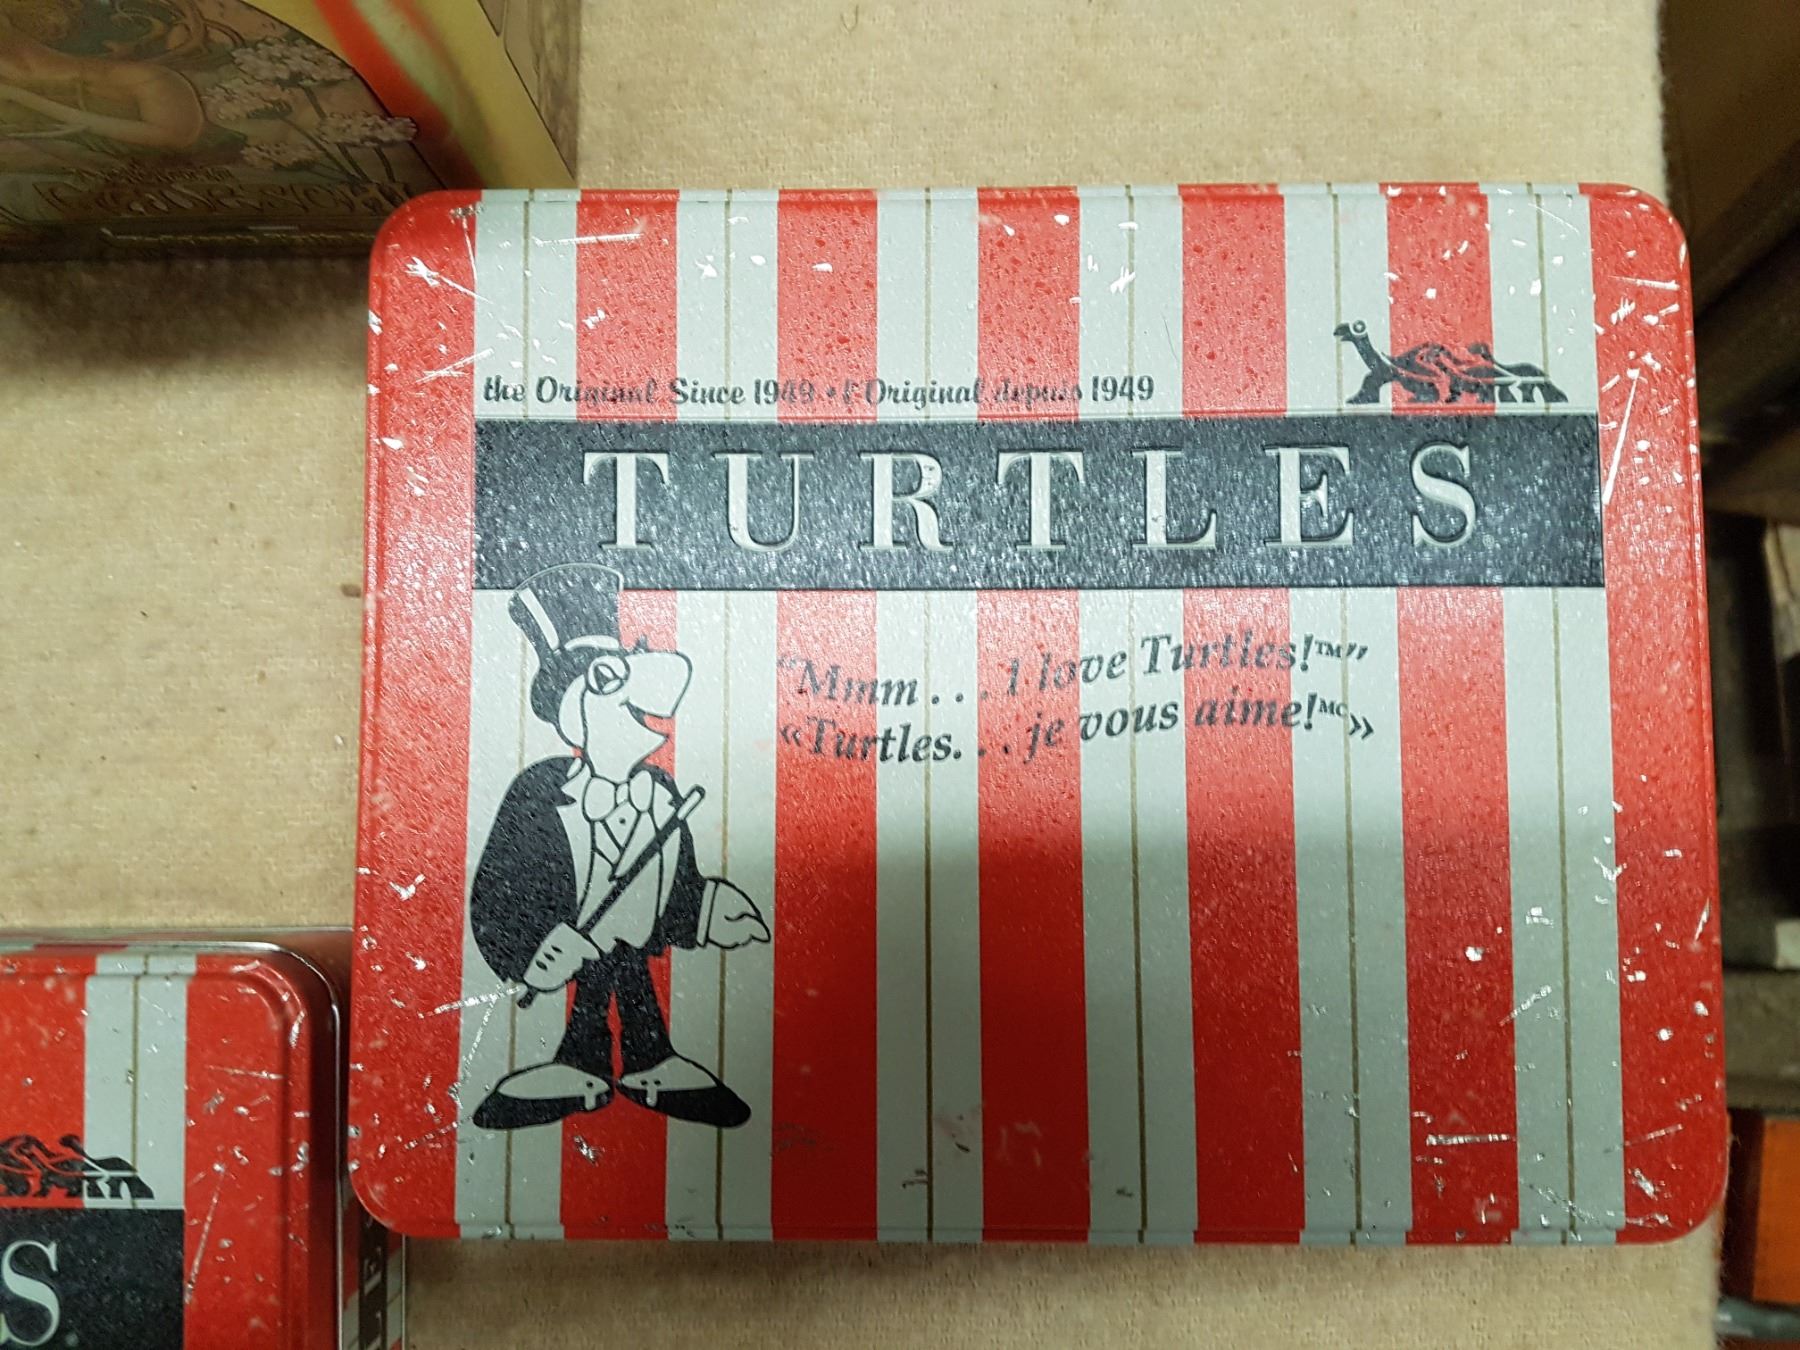 the Original Since 1949 • l'Original depuis 1949
TURTLES
“Mmm . . . I love Turtles!™”
«Turtles. . . je vous aime!MC»
S